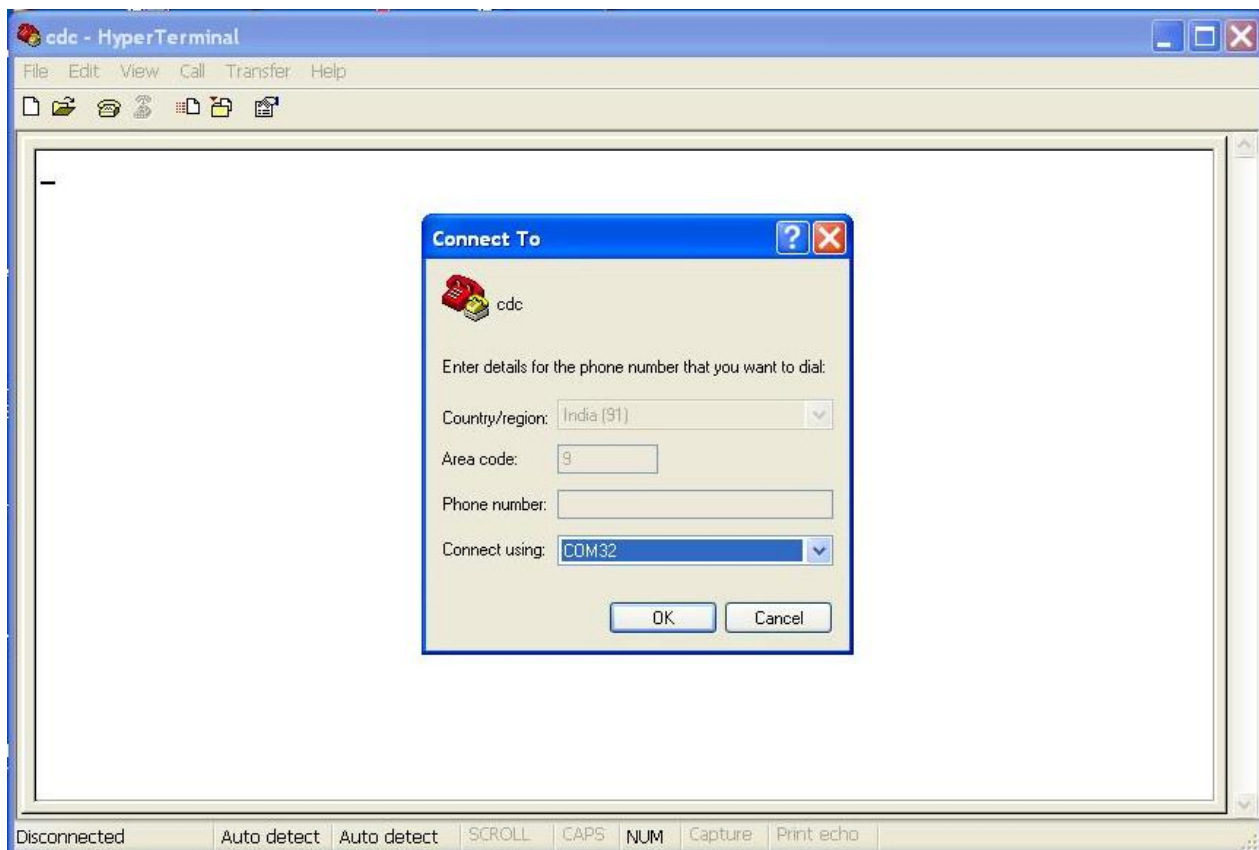 cdc - HyperTerminal
File Edit View Call Transfer Help
Connect To
cdc
Enter details for the phone number that you want to dial:
Country/region: India (91)
Area code: 9
Phone number:
Connect using: COM32
OK Cancel
Disconnected Auto detect Auto detect SCROLL CAPS NUM Capture Print echo